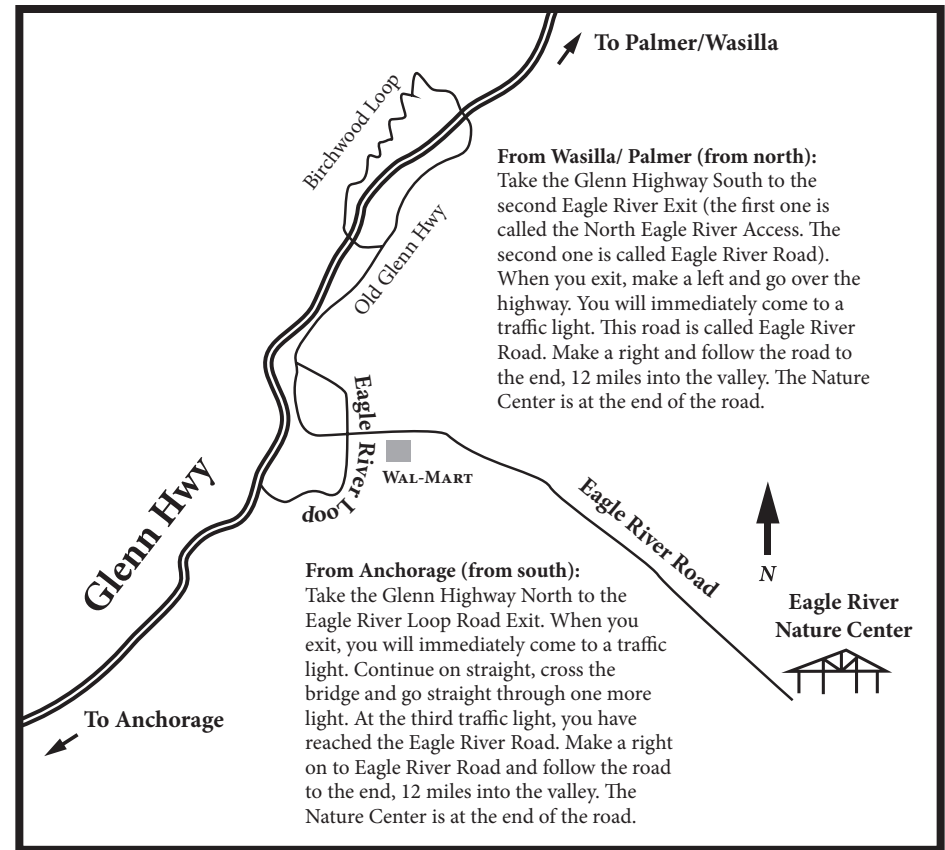 To Palmer/Wasilla
Birchwood Loop
From Wasilla/ Palmer (from north):
Take the Glenn Highway South to the
second Eagle River Exit (the first one is
called the North Eagle River Access. The
second one is called Eagle River Road).
When you exit, make a left and go over the
highway. You will immediately come to a
traffic light. This road is called Eagle River
Road. Make a right and follow the road to
the end, 12 miles into the valley. The Nature
Center is at the end of the road.
Old Glenn Hwy
Eagle River Loop
WAL-MART
Glenn Hwy
Eagle River Road
N
Eagle River
Nature Center
From Anchorage (from south):
Take the Glenn Highway North to the
Eagle River Loop Road Exit. When you
exit, you will immediately come to a traffic
light. Continue on straight, cross the
bridge and go straight through one more
light. At the third traffic light, you have
reached the Eagle River Road. Make a right
on to Eagle River Road and follow the road
to the end, 12 miles into the valley. The
Nature Center is at the end of the road.
To Anchorage